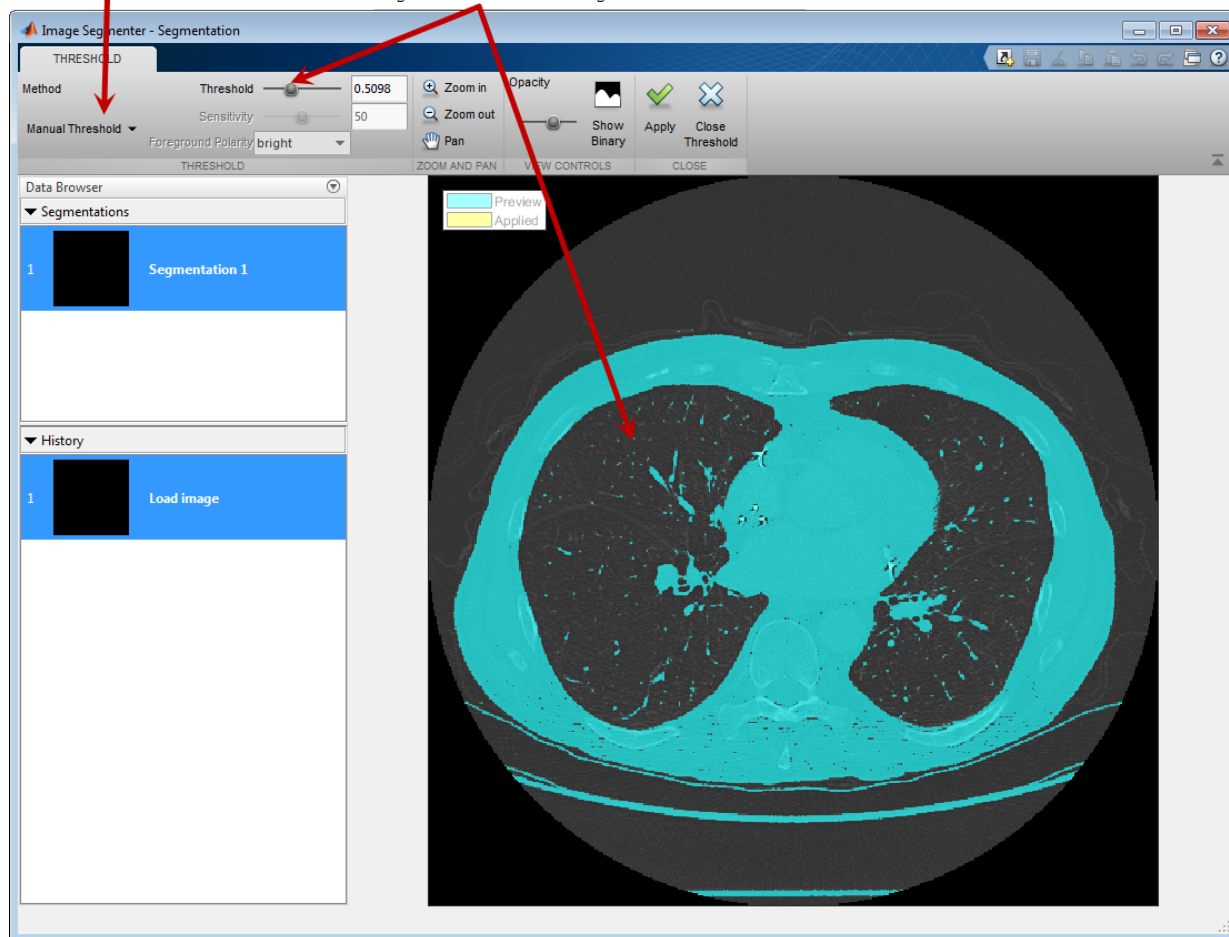 Image Segmenter - Segmentation
THRESHOLD
Method
Manual Threshold
Threshold 0.5098
Sensitivity 50
Foreground Polarity bright
THRESHOLD
Zoom in
Zoom out
Pan
ZOOM AND PAN
Opacity
Show
Binary
VIEW CONTROLS
Apply
Close
Threshold
CLOSE
Data Browser
Segmentations
1 Segmentation 1
History
1 Load image
Preview
Applied